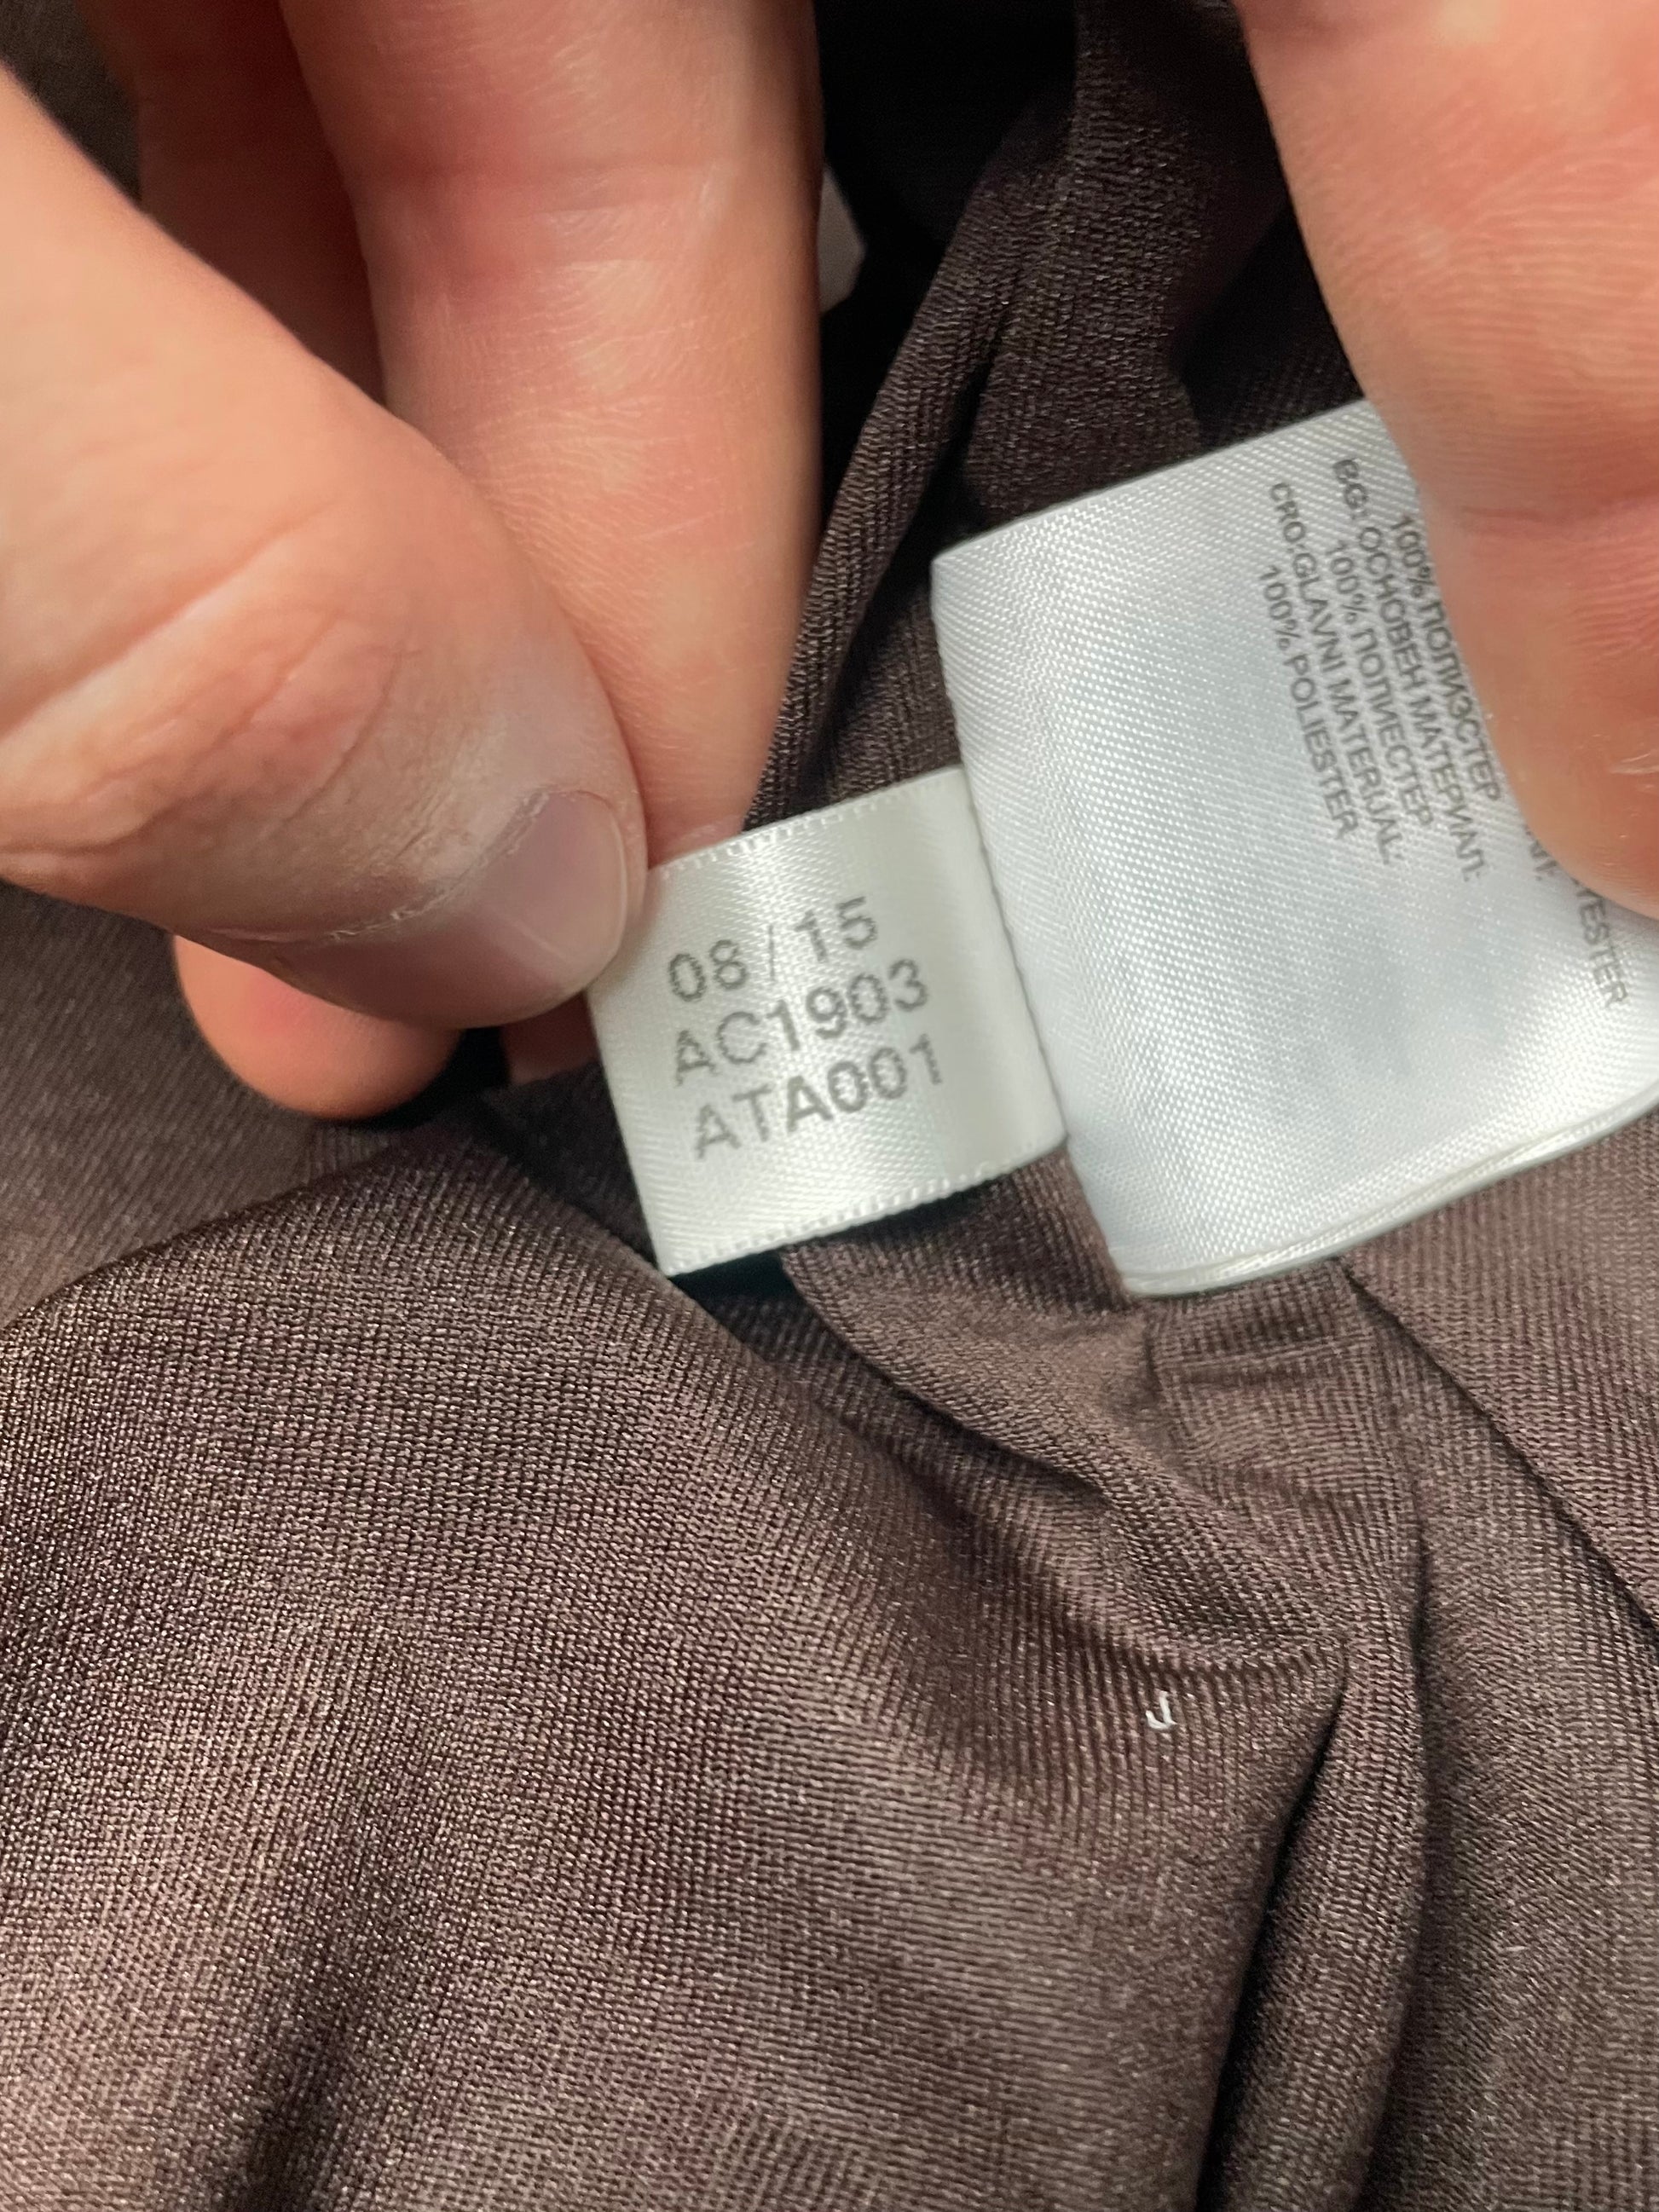 08/15
AC1903
ATA001
100% ПОЛИЭСТЕР
BG: ОСНОВЕН МАТЕРИАЛ:
100% ПОЛИЕСТЕР
CRO:GLAVNI MATERIJAL:
100% POLIESTER